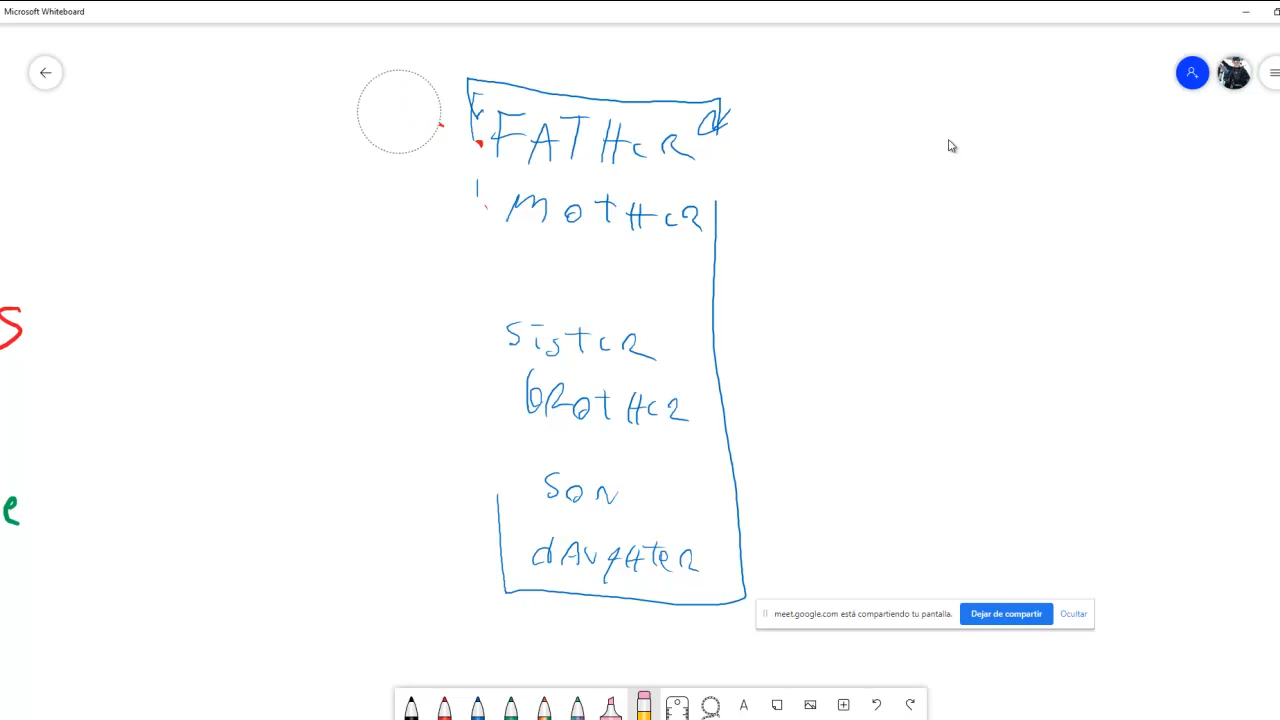 Microsoft Whiteboard
FATHER
MOTHER
SisteR
bROtHER
SON
dAughteR
S
e
meet.google.com está compartiendo tu pantalla.
Dejar de compartir
Ocultar
A